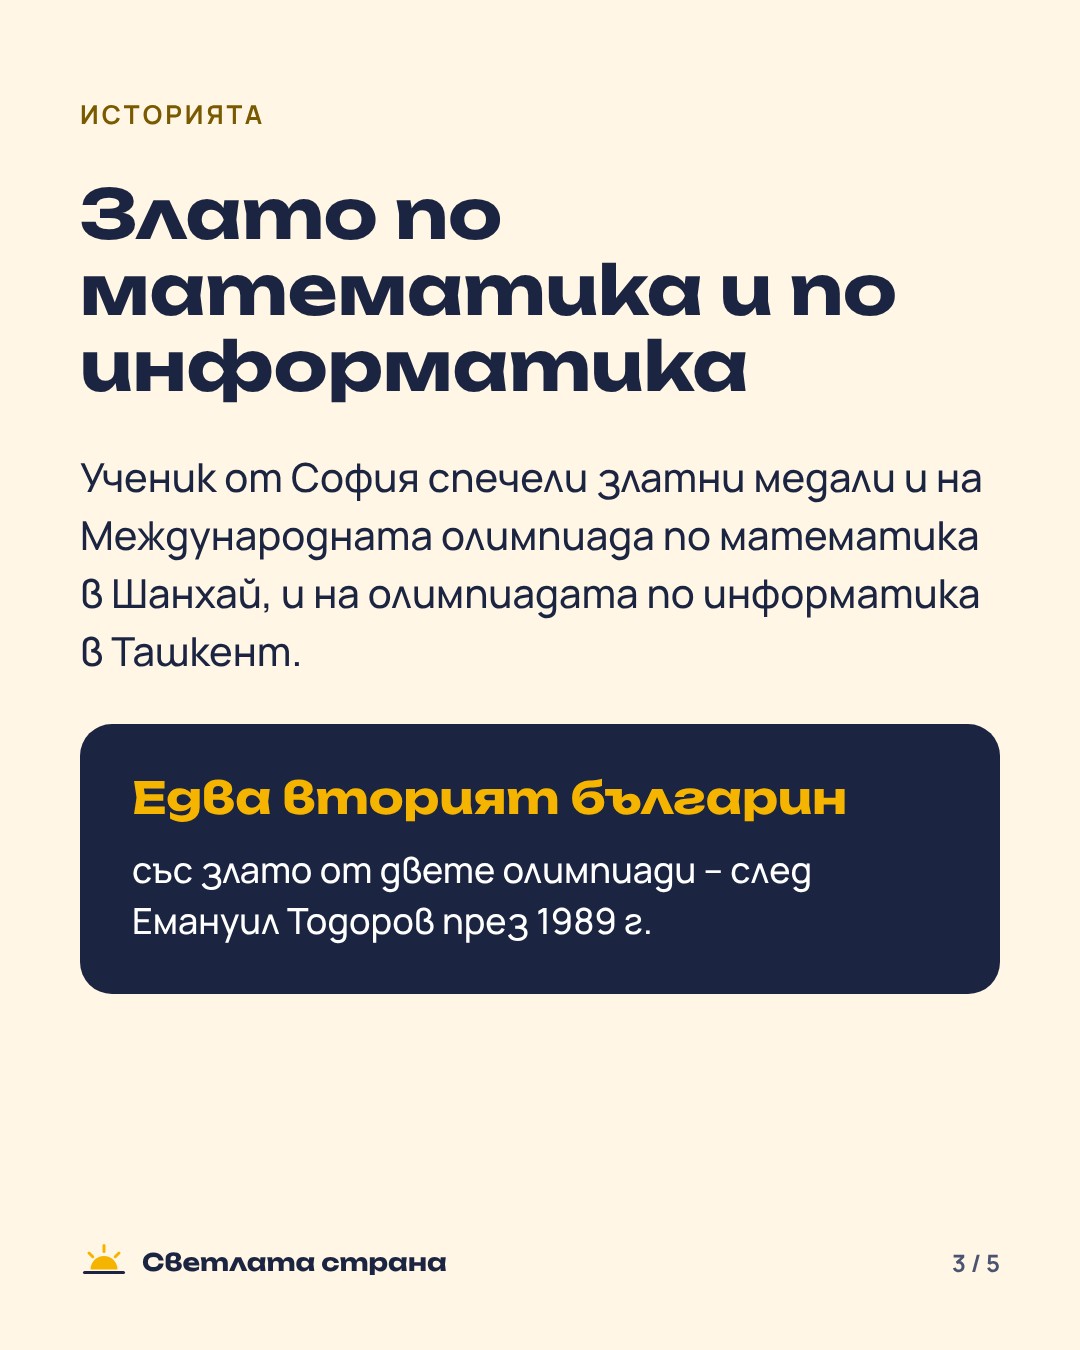 ИСТОРИЯТА
Злато по
математика и по
информатика
Ученик от София спечели златни медали и на
Международната олимпиада по математика
в Шанхай, и на олимпиадата по информатика
в Ташкент.
Едва вторият българин
със злато от двете олимпиади – след
Емануил Тодоров през 1989 г.
Светлата страна
3 / 5